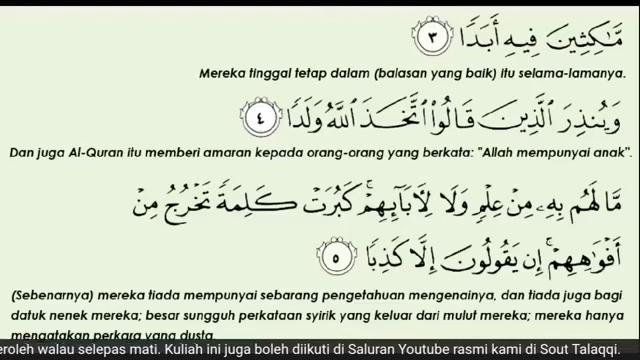 مَّٰكِثِينَ فِيهِ أَبَدًا ٣
Mereka tinggal tetap dalam (balasan yang baik) itu selama-lamanya.
وَيُنذِرَ ٱلَّذِينَ قَالُوا۟ ٱتَّخَذَ ٱللَّهُ وَلَدًا ٤
Dan juga Al-Quran itu memberi amaran kepada orang-orang yang berkata: "Allah mempunyai anak".
مَّا لَهُم بِهِۦ مِنْ عِلْمٍ وَلَا لِءَابَآئِهِمْ ۚ كَبُرَتْ كَلِمَةً تَخْرُجُ مِنْ
أَفْوَٰهِهِمْ ۚ إِن يَقُولُونَ إِلَّا كَذِبًا ٥
(Sebenarnya) mereka tiada mempunyai sebarang pengetahuan mengenainya, dan tiada juga bagi
datuk nenek mereka; besar sungguh perkataan syirik yang keluar dari mulut mereka; mereka hanya
mengatakan perkara yang dusta.
eroleh walau selepas mati. Kuliah ini juga boleh diikuti di Saluran Youtube rasmi kami di Sout Talaqqi.